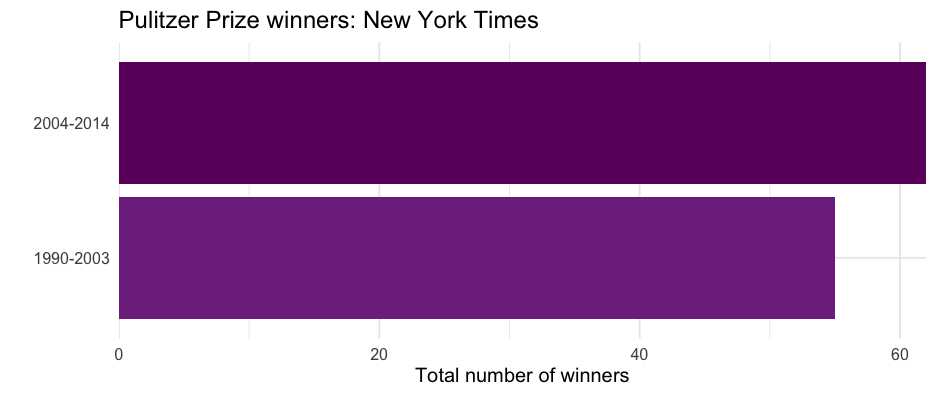 Pulitzer Prize winners: New York Times
2004-2014
1990-2003
0 20 40 60
Total number of winners